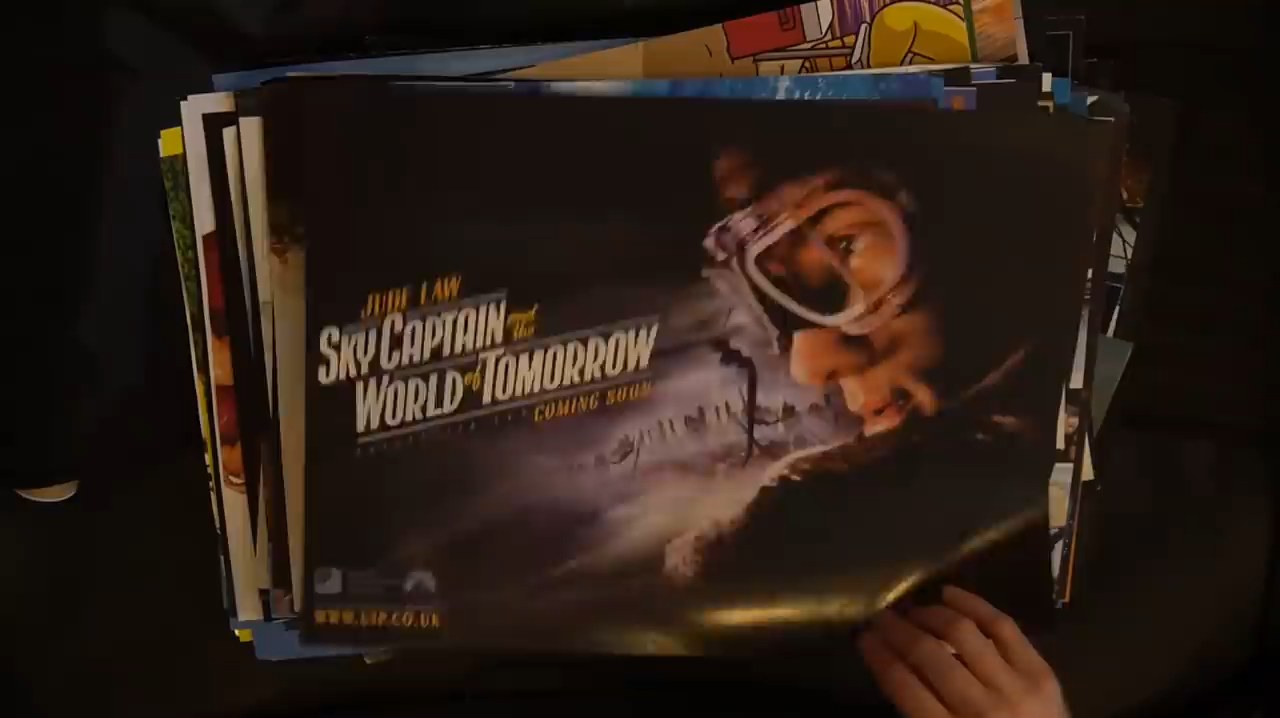 JUDE LAW
SKY CAPTAIN and the
WORLD of TOMORROW
COMING SOON
WWW.UIP.CO.UK